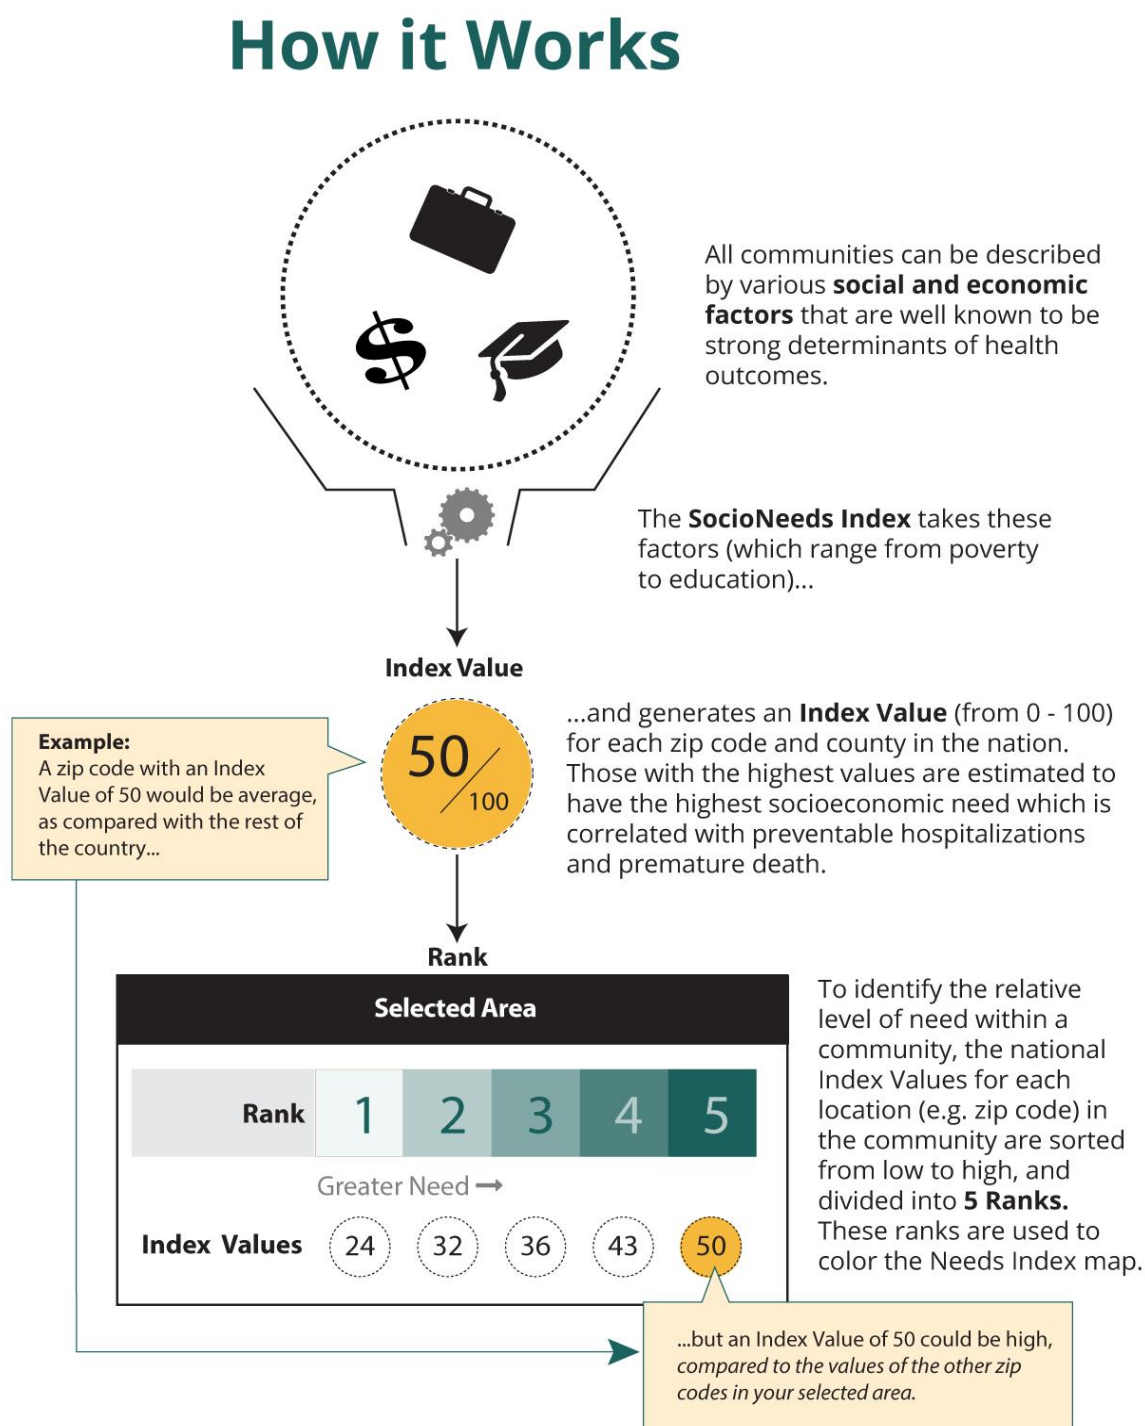 How it Works
All communities can be described
by various social and economic
factors that are well known to be
strong determinants of health
outcomes.
$
The SocioNeeds Index takes these
factors (which range from poverty
to education)...
Index Value
50/100
...and generates an Index Value (from 0 - 100)
for each zip code and county in the nation.
Those with the highest values are estimated to
have the highest socioeconomic need which is
correlated with preventable hospitalizations
and premature death.
Example:
A zip code with an Index
Value of 50 would be average,
as compared with the rest of
the country...
Rank
Selected Area
Rank 1 2 3 4 5
Greater Need →
Index Values 24 32 36 43 50
To identify the relative
level of need within a
community, the national
Index Values for each
location (e.g. zip code) in
the community are sorted
from low to high, and
divided into 5 Ranks.
These ranks are used to
color the Needs Index map.
...but an Index Value of 50 could be high,
compared to the values of the other zip
codes in your selected area.